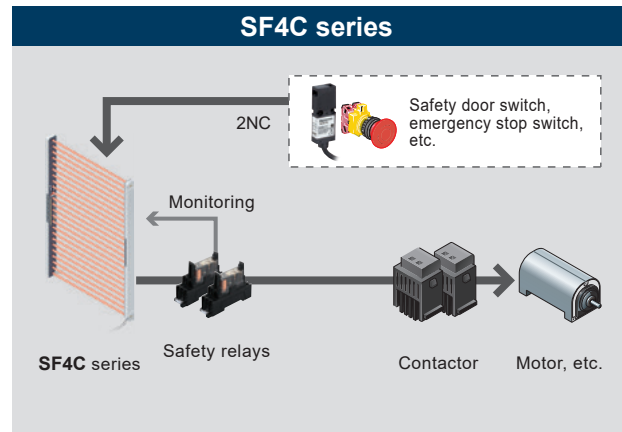 SF4C series
Safety door switch,
emergency stop switch,
etc.
2NC
Monitoring
SF4C series
Safety relays
Contactor
Motor, etc.